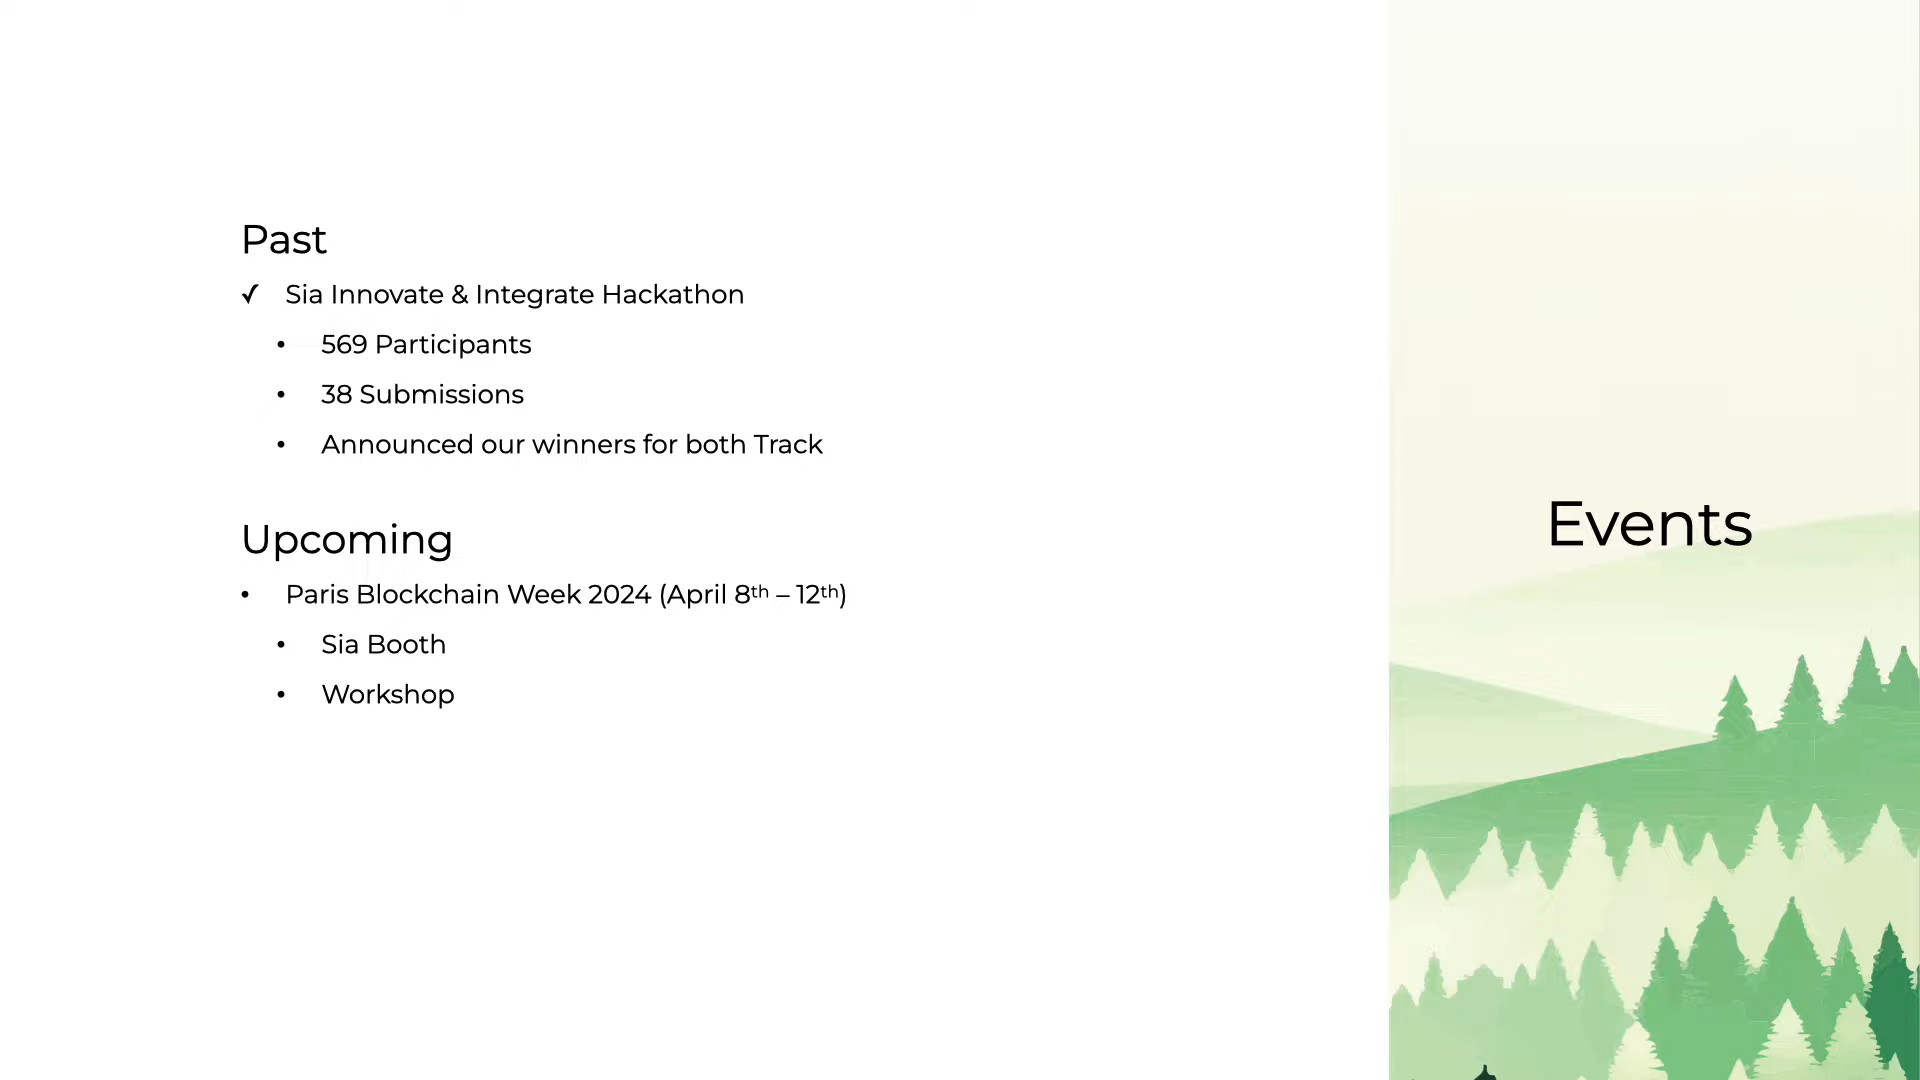 Past
✓ Sia Innovate & Integrate Hackathon
• 569 Participants
• 38 Submissions
• Announced our winners for both Track
Upcoming
• Paris Blockchain Week 2024 (April 8th – 12th)
• Sia Booth
• Workshop
Events